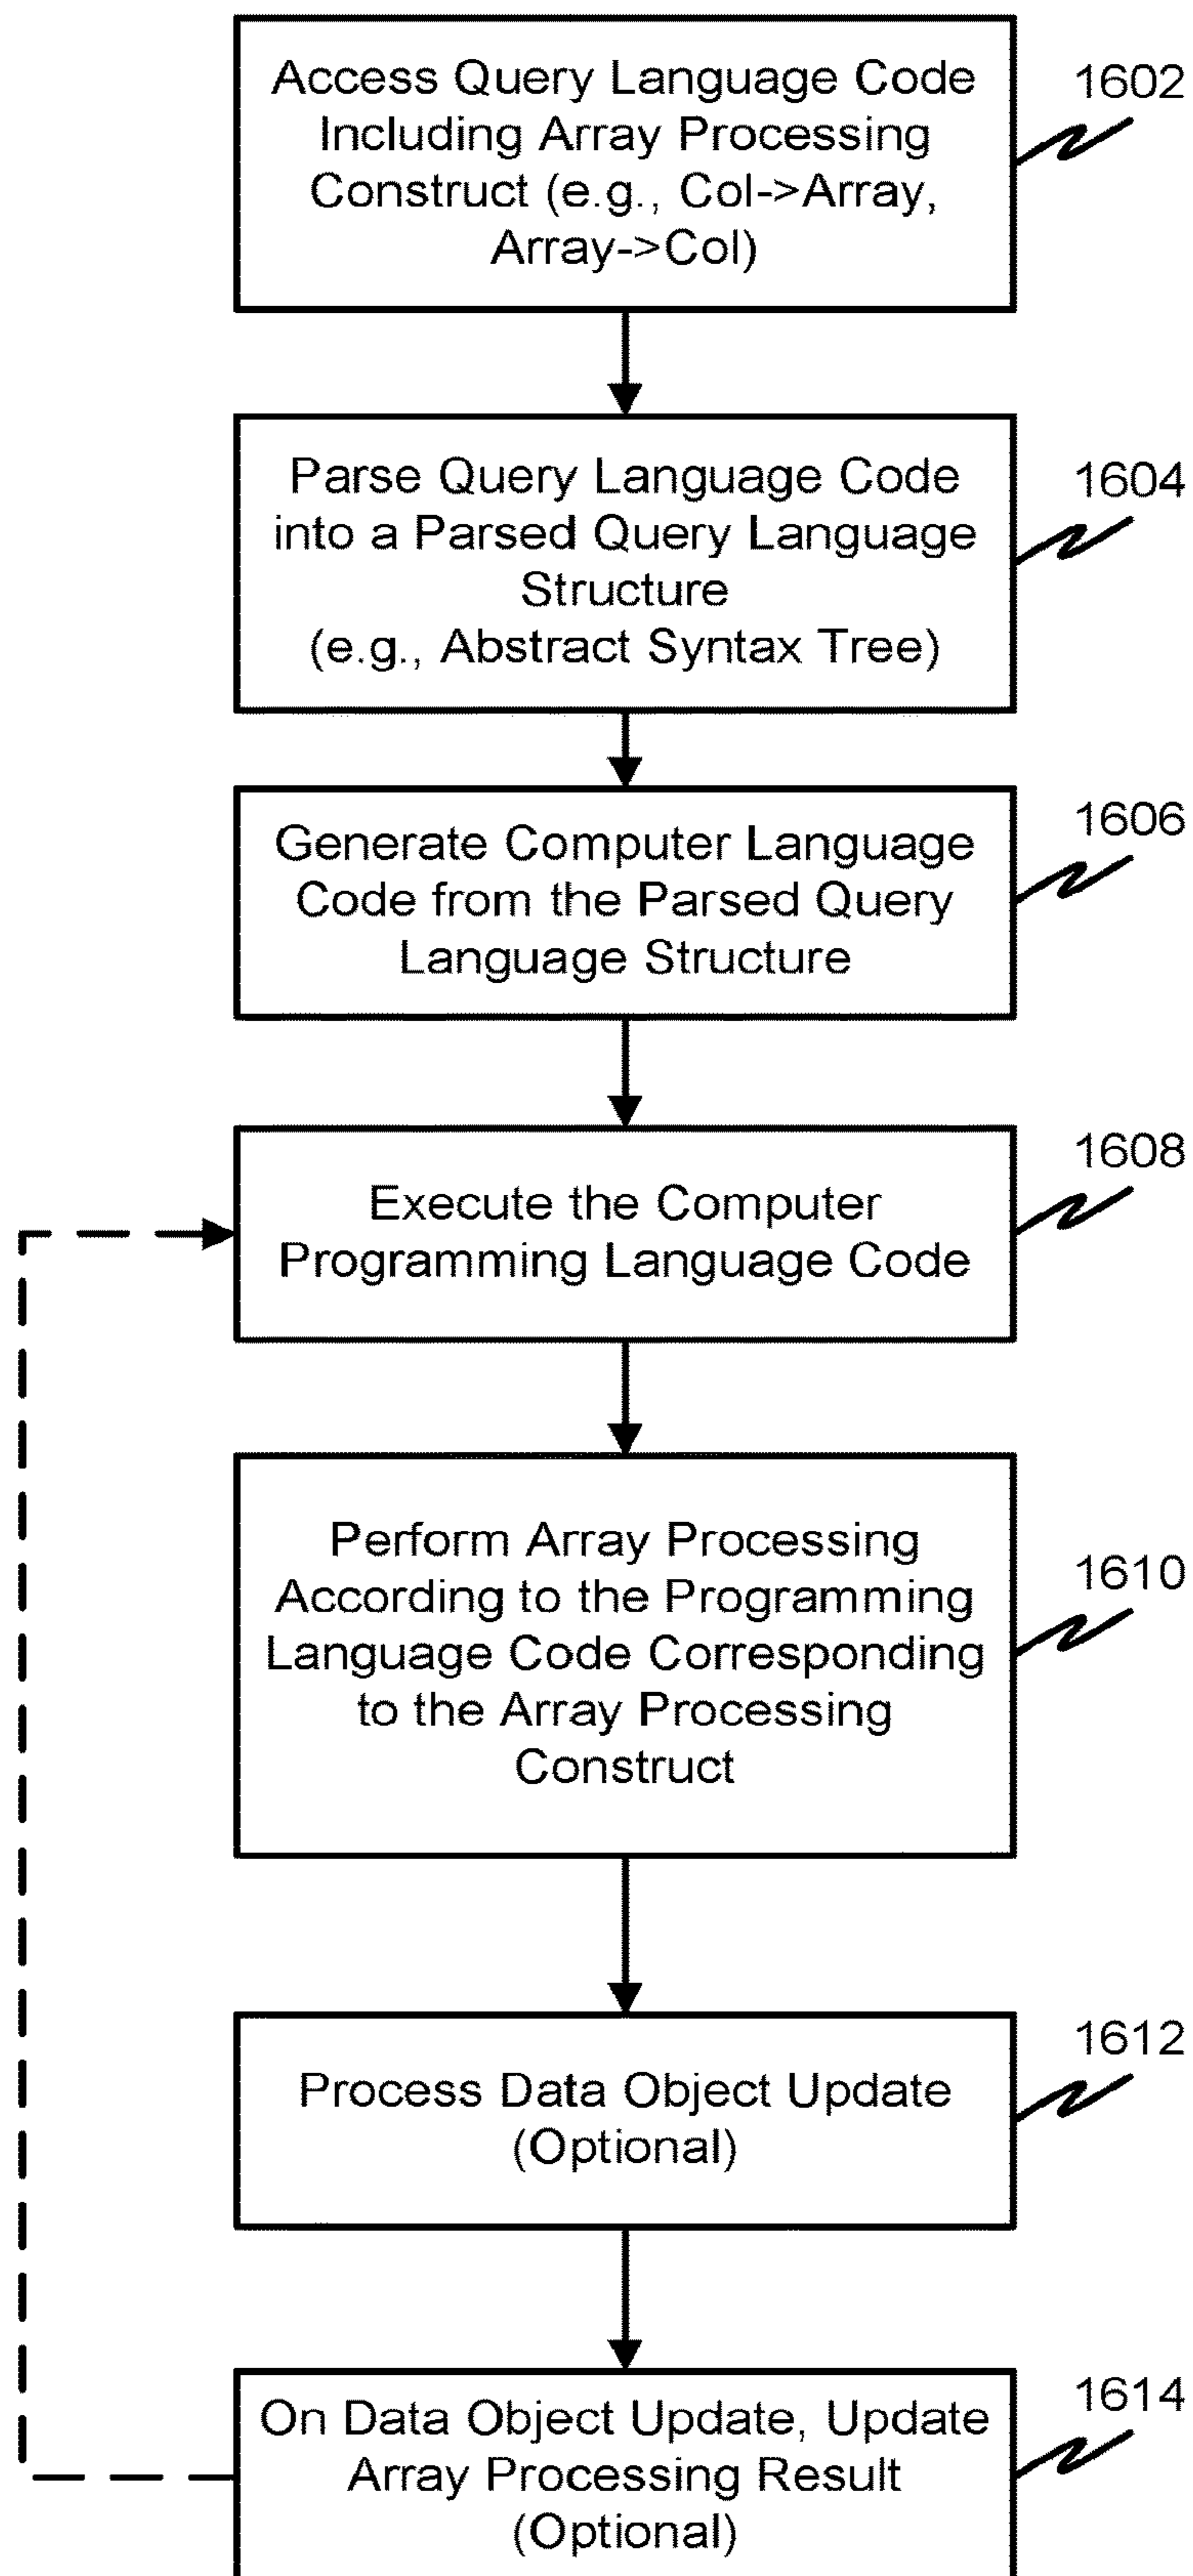 Access Query Language Code
Including Array Processing
Construct (e.g., Col->Array,
Array->Col)
1602
Parse Query Language Code
into a Parsed Query Language
Structure
(e.g., Abstract Syntax Tree)
1604
Generate Computer Language
Code from the Parsed Query
Language Structure
1606
Execute the Computer
Programming Language Code
1608
Perform Array Processing
According to the Programming
Language Code Corresponding
to the Array Processing
Construct
1610
Process Data Object Update
(Optional)
1612
On Data Object Update, Update
Array Processing Result
(Optional)
1614